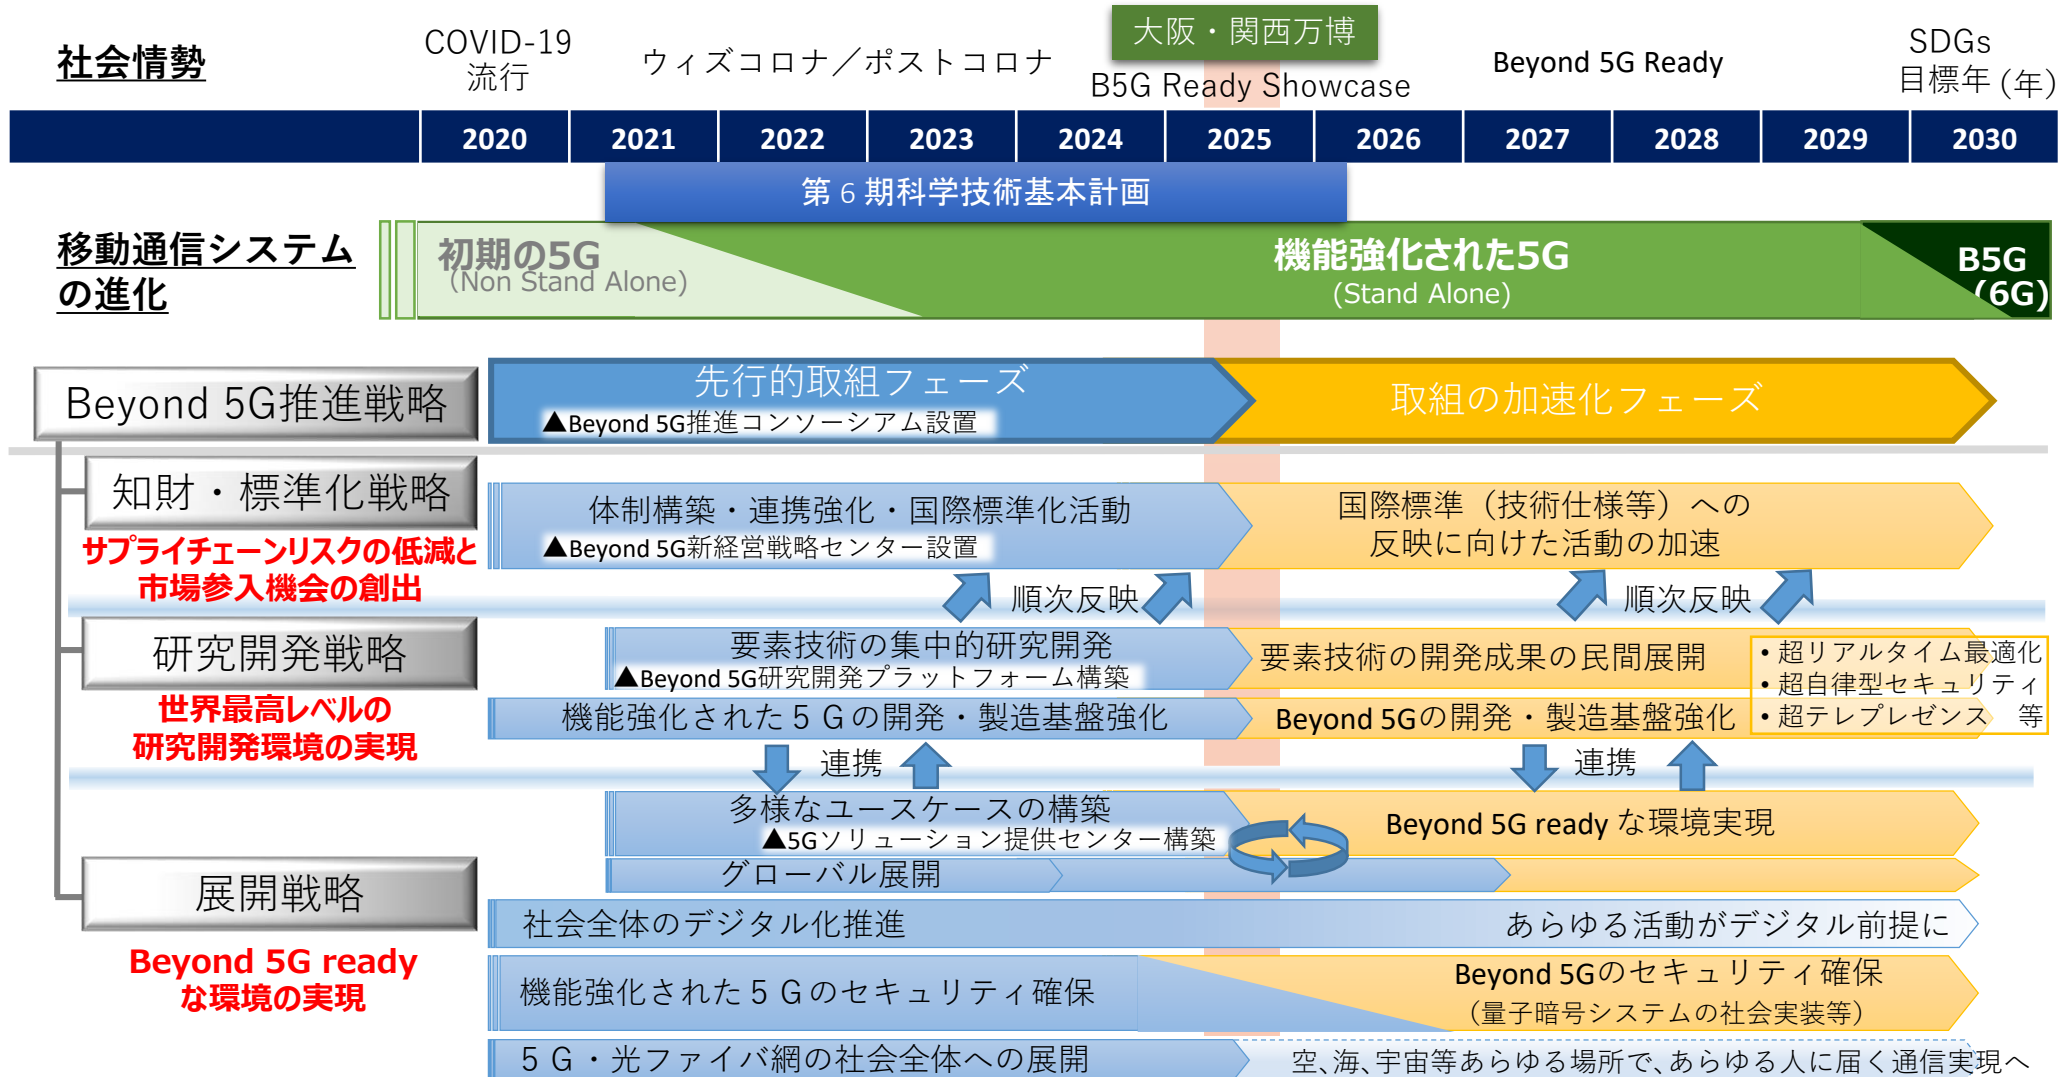 社会情勢
COVID-19
流行
ウィズコロナ／ポストコロナ
大阪・関西万博
B5G Ready Showcase
Beyond 5G Ready
SDGs
目標年
(年)
2020 2021 2022 2023 2024 2025 2026 2027 2028 2029 2030
第６期科学技術基本計画
移動通信システム
の進化
初期の5G
(Non Stand Alone)
機能強化された5G
(Stand Alone)
B5G
(6G)
Beyond 5G推進戦略
先行的取組フェーズ
▲Beyond 5G推進コンソーシアム設置
取組の加速化フェーズ
知財・標準化戦略
サプライチェーンリスクの低減と
市場参入機会の創出
体制構築・連携強化・国際標準化活動
▲Beyond 5G新経営戦略センター設置
国際標準（技術仕様等）への
反映に向けた活動の加速
順次反映
順次反映
研究開発戦略
世界最高レベルの
研究開発環境の実現
要素技術の集中的研究開発
▲Beyond 5G研究開発プラットフォーム構築
要素技術の開発成果の民間展開
• 超リアルタイム最適化
• 超自律型セキュリティ
• 超テレプレゼンス　等
機能強化された５Ｇの開発・製造基盤強化
Beyond 5Gの開発・製造基盤強化
連携
連携
多様なユースケースの構築
▲5Gソリューション提供センター構築
Beyond 5G ready な環境実現
グローバル展開
展開戦略
Beyond 5G ready
な環境の実現
社会全体のデジタル化推進
あらゆる活動がデジタル前提に
機能強化された５Ｇのセキュリティ確保
Beyond 5Gのセキュリティ確保
（量子暗号システムの社会実装等）
５Ｇ・光ファイバ網の社会全体への展開
空、海、宇宙等あらゆる場所で、あらゆる人に届く通信実現へ